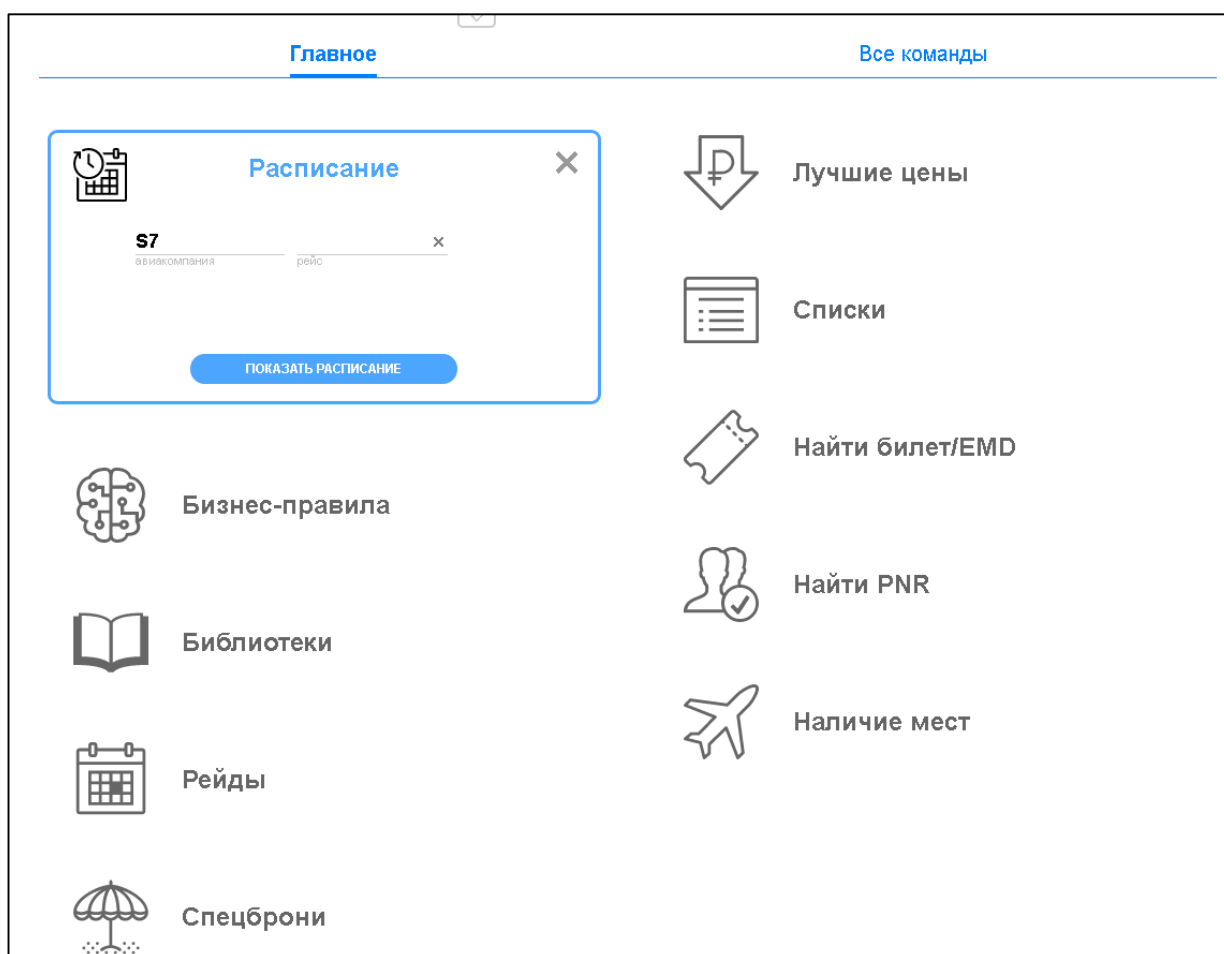 Главное
Все команды
Расписание
S7
авиакомпания
рейс
ПОКАЗАТЬ РАСПИСАНИЕ
Бизнес-правила
Библиотеки
Рейды
Спецброни
Лучшие цены
Списки
Найти билет/EMD
Найти PNR
Наличие мест